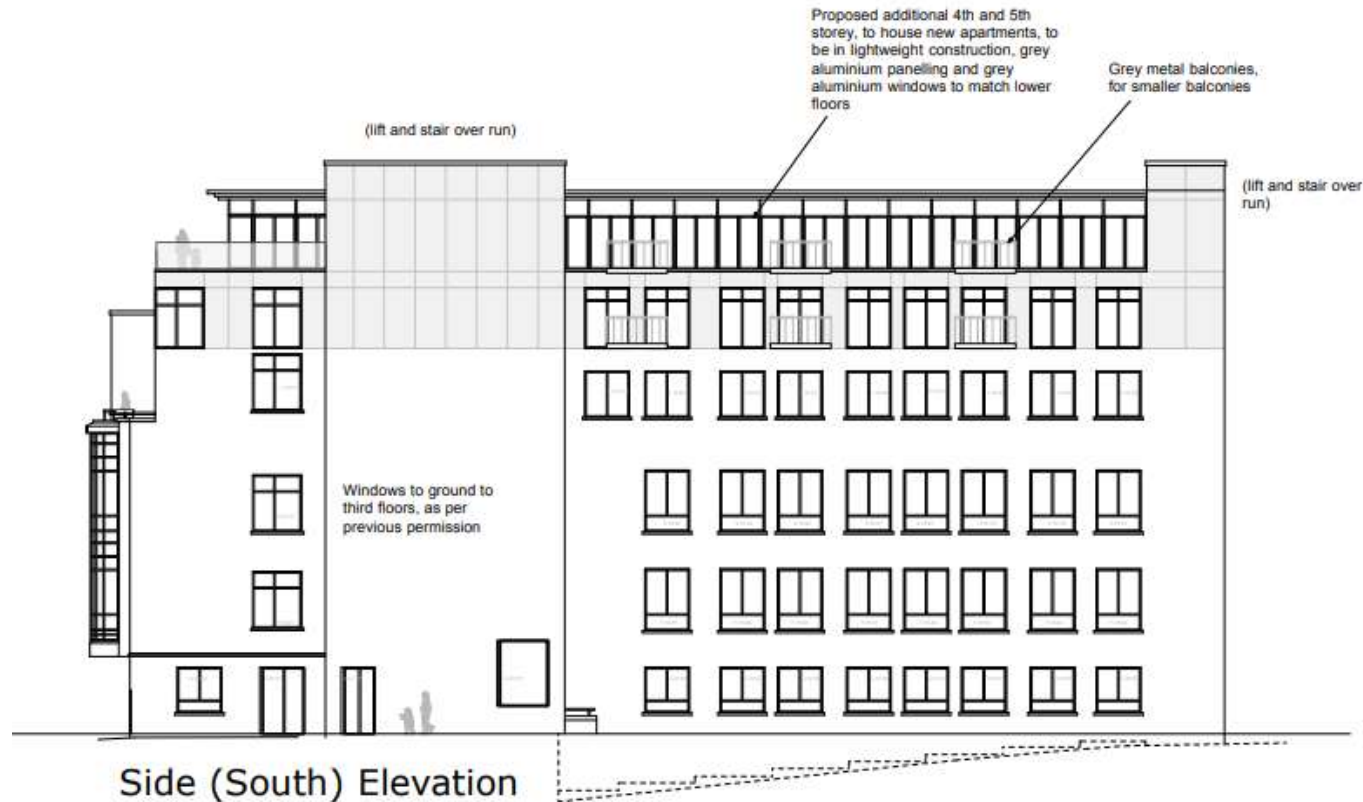 Proposed additional 4th and 5th
storey, to house new apartments, to
be in lightweight construction, grey
aluminium panelling and grey
aluminium windows to match lower
floors
Grey metal balconies,
for smaller balconies
(lift and stair over run)
(lift and stair over
run)
Windows to ground to
third floors, as per
previous permission
Side (South) Elevation